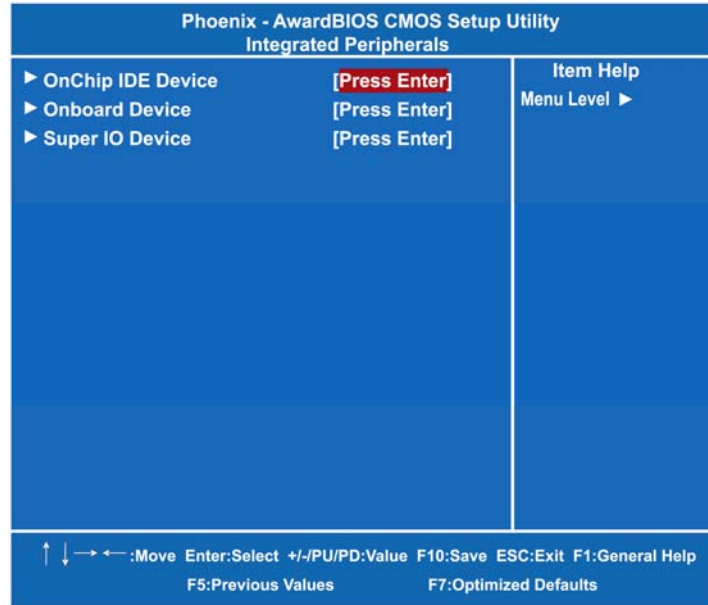 Phoenix - AwardBIOS CMOS Setup Utility
Integrated Peripherals
► OnChip IDE Device [Press Enter]
► Onboard Device [Press Enter]
► Super IO Device [Press Enter]
Item Help
Menu Level ►
↑ ↓ → ← :Move Enter:Select +/-/PU/PD:Value F10:Save ESC:Exit F1:General Help
F5:Previous Values F7:Optimized Defaults